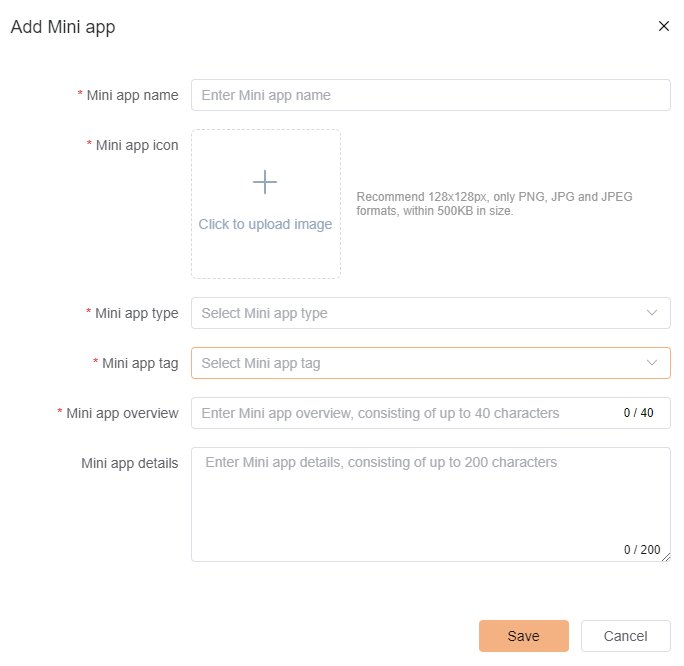 Add Mini app
* Mini app name
Enter Mini app name
* Mini app icon
Click to upload image
Recommend 128x128px, only PNG, JPG and JPEG
formats, within 500KB in size.
* Mini app type
Select Mini app type
* Mini app tag
Select Mini app tag
* Mini app overview
Enter Mini app overview, consisting of up to 40 characters
0 / 40
Mini app details
Enter Mini app details, consisting of up to 200 characters
0 / 200
Save
Cancel